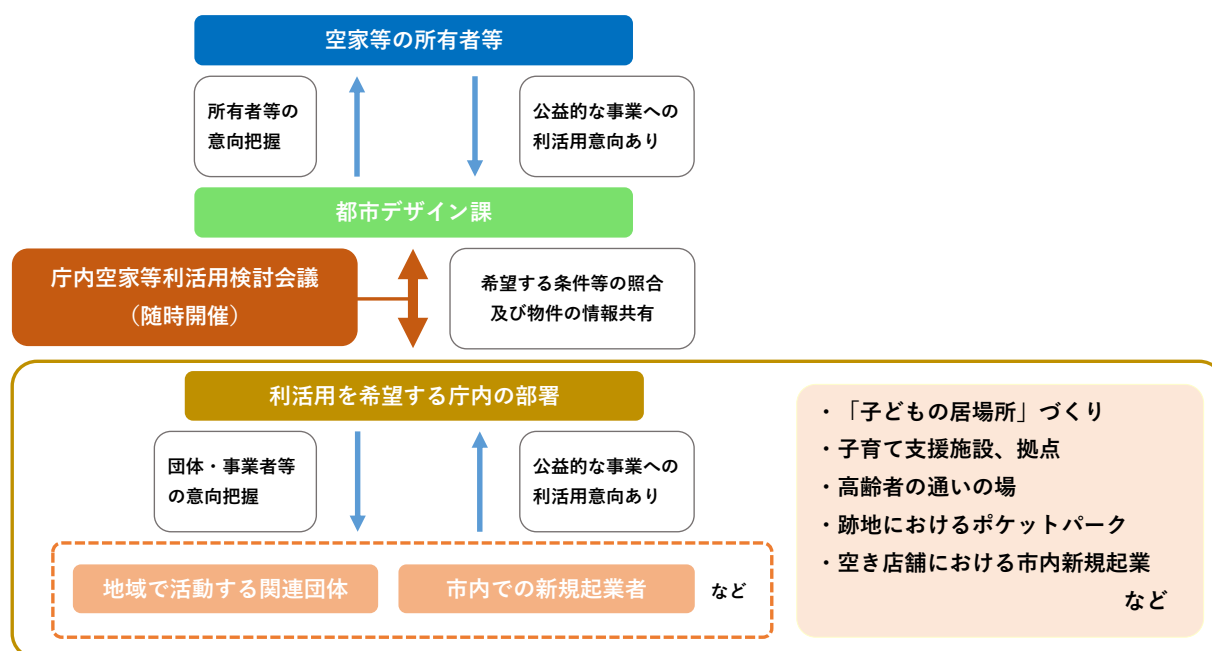 空家等の所有者等
所有者等の
意向把握
公益的な事業への
利活用意向あり
都市デザイン課
庁内空家等利活用検討会議
（随時開催）
希望する条件等の照合
及び物件の情報共有
利活用を希望する庁内の部署
団体・事業者等
の意向把握
公益的な事業への
利活用意向あり
地域で活動する関連団体
市内での新規起業者
など
・「子どもの居場所」づくり
・子育て支援施設、拠点
・高齢者の通いの場
・跡地におけるポケットパーク
・空き店舗における市内新規起業
など